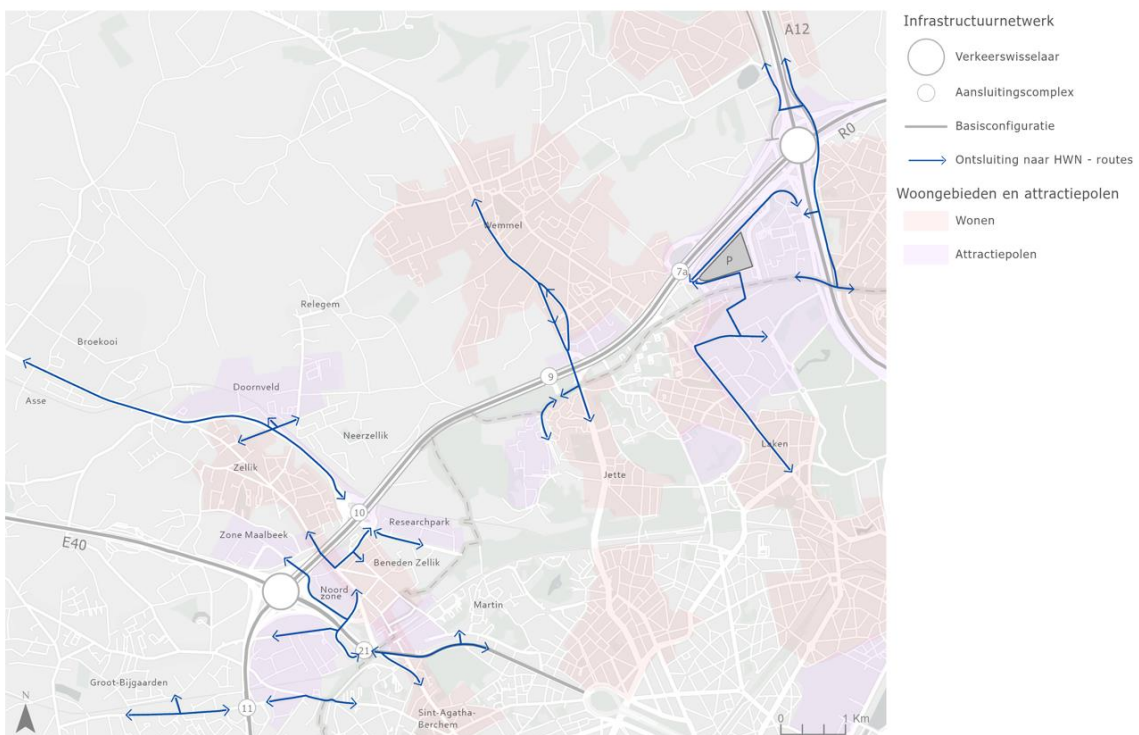 A12
R0
Wemmel
7a
P
Relegem
Broekooi
9
Asse
Doornveld
Neerzellik
Laken
Zellik
Jette
10
Zone Maalbeek
Researchpark
E40
Beneden Zellik
Noord
zone
Martin
21
Groot-Bijgaarden
11
Sint-Agatha-
Berchem
N
0 1 Km
Infrastructuurnetwerk
Verkeerswisselaar
Aansluitingscomplex
Basisconfiguratie
Ontsluiting naar HWN - routes
Woongebieden en attractiepolen
Wonen
Attractiepolen